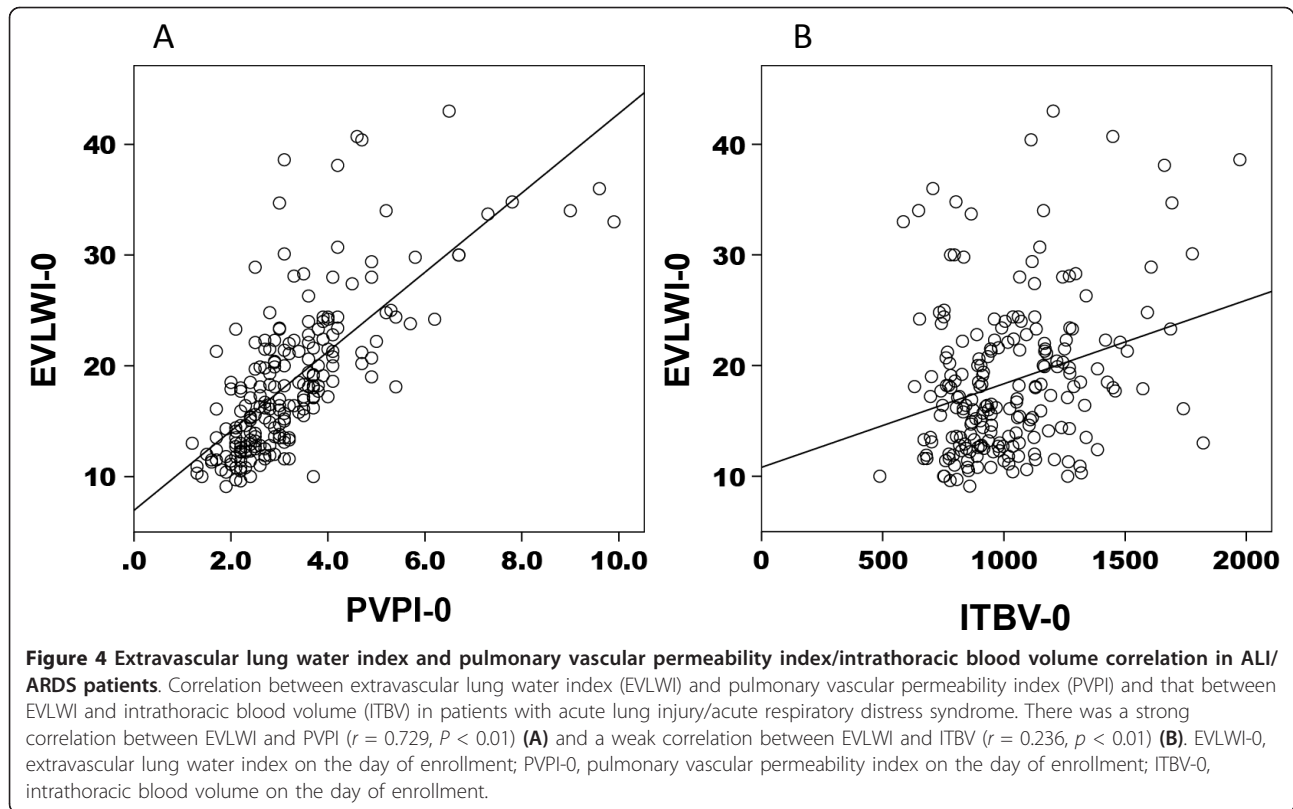 A
B
40
30
20
10
EVLWI-0
.0 2.0 4.0 6.0 8.0 10.0
PVPI-0
40
30
20
10
EVLWI-0
0 500 1000 1500 2000
ITBV-0
Figure 4 Extravascular lung water index and pulmonary vascular permeability index/intrathoracic blood volume correlation in ALI/
ARDS patients. Correlation between extravascular lung water index (EVLWI) and pulmonary vascular permeability index (PVPI) and that between
EVLWI and intrathoracic blood volume (ITBV) in patients with acute lung injury/acute respiratory distress syndrome. There was a strong
correlation between EVLWI and PVPI (r = 0.729, P < 0.01) (A) and a weak correlation between EVLWI and ITBV (r = 0.236, p < 0.01) (B). EVLWI-0,
extravascular lung water index on the day of enrollment; PVPI-0, pulmonary vascular permeability index on the day of enrollment; ITBV-0,
intrathoracic blood volume on the day of enrollment.